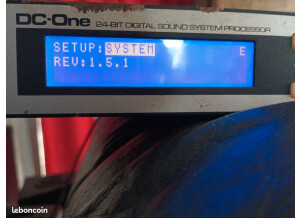 DC-One 24-BIT DIGITAL SOUND SYSTEM PROCESSOR
SETUP:SYSTEM E
REV:1.5.1
leboncoin